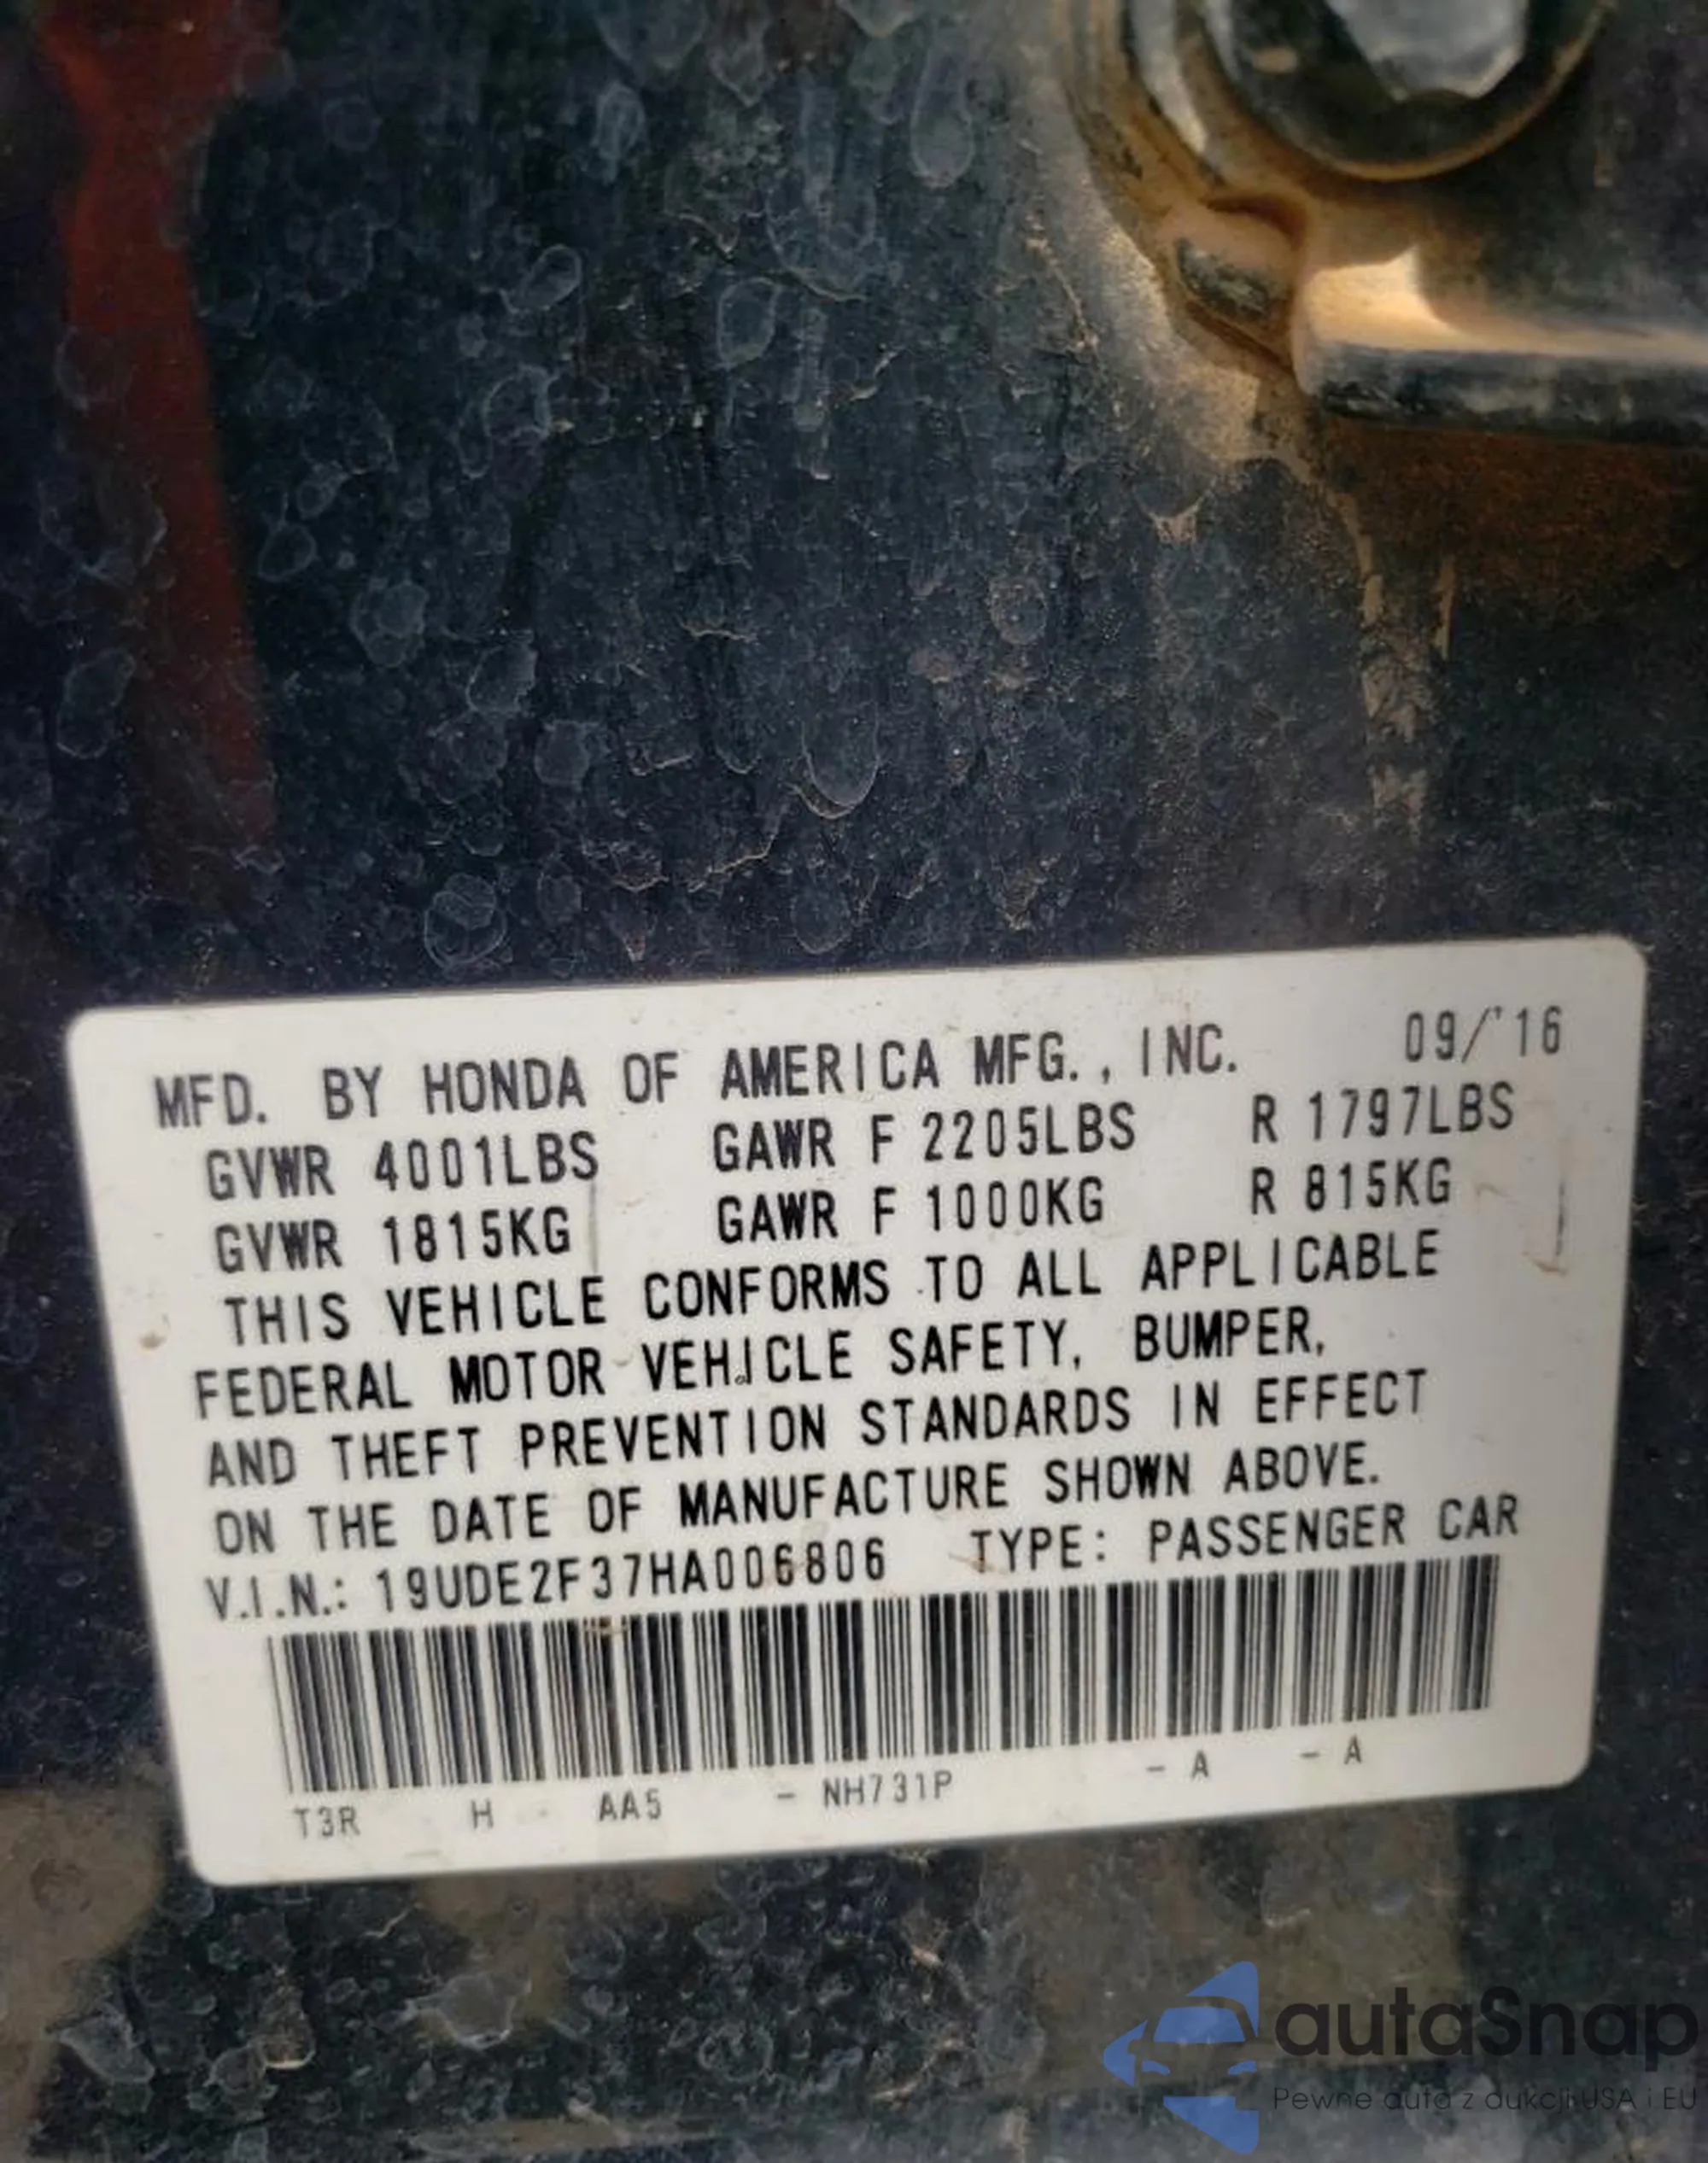 MFD. BY HONDA OF AMERICA MFG., INC. 09/'16
GVWR 4001LBS GAWR F 2205LBS R 1797LBS
GVWR 1815KG GAWR F 1000KG R 815KG
THIS VEHICLE CONFORMS TO ALL APPLICABLE
FEDERAL MOTOR VEHICLE SAFETY, BUMPER,
AND THEFT PREVENTION STANDARDS IN EFFECT
ON THE DATE OF MANUFACTURE SHOWN ABOVE.
V.I.N.: 19UDE2F37HA006806 TYPE: PASSENGER CAR
T3R H AA5 - NH731P - A - A
autaSnap
Pewne auta z aukcji USA i EU